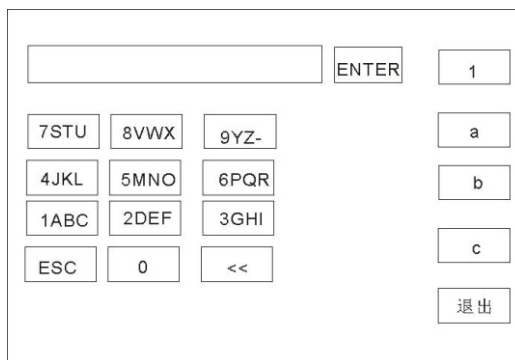 ENTER 1
7STU 8VWX 9YZ- a
4JKL 5MNO 6PQR b
1ABC 2DEF 3GHI
ESC 0 << c
退出